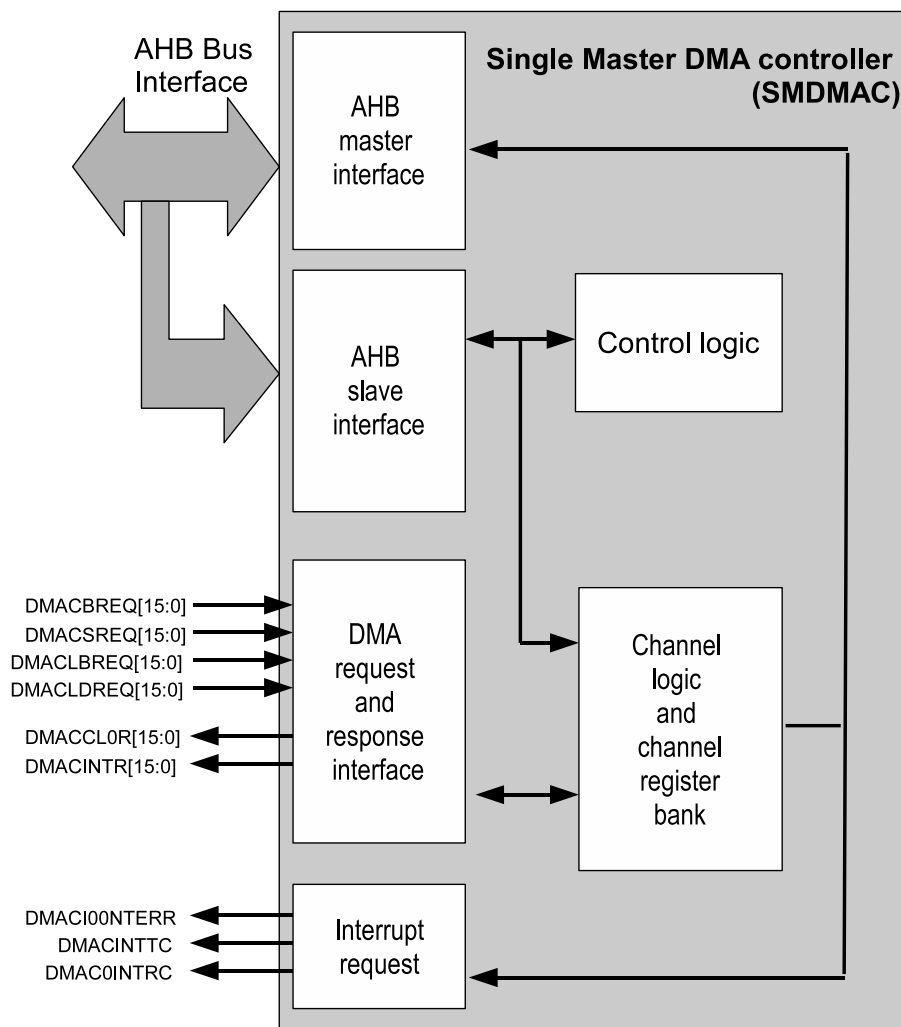 AHB Bus
Interface
Single Master DMA controller
(SMDMAC)
AHB
master
interface
AHB
slave
interface
Control logic
DMACBREQ[15:0]
DMACSREQ[15:0]
DMACLBREQ[15:0]
DMACLDREQ[15:0]
DMACCL0R[15:0]
DMACINTR[15:0]
DMA
request
and
response
interface
Channel
logic
and
channel
register
bank
DMACI00NTERR
DMACINTTC
DMAC0INTRC
Interrupt
request